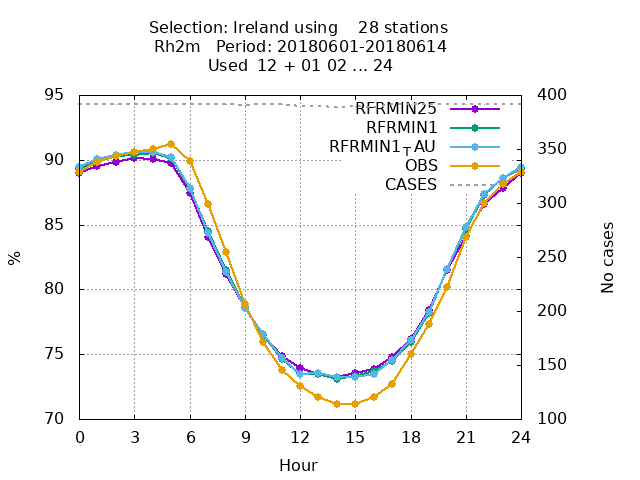 Selection: Ireland using    28 stations
Rh2m   Period: 20180601-20180614
Used  12 + 01 02 ... 24
RFRMIN25
RFRMIN1
RFRMIN1┬AU
OBS
CASES
95
90
85
80
75
70
%
400
350
300
250
200
150
100
No cases
0 3 6 9 12 15 18 21 24
Hour